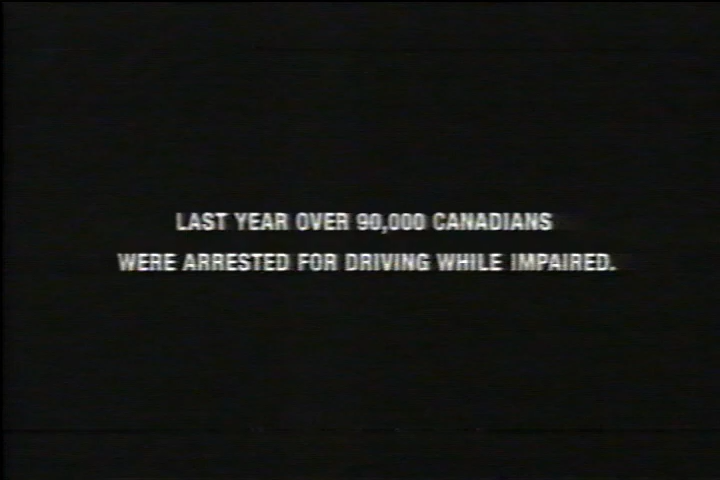 LAST YEAR OVER 90,000 CANADIANS
WERE ARRESTED FOR DRIVING WHILE IMPAIRED.